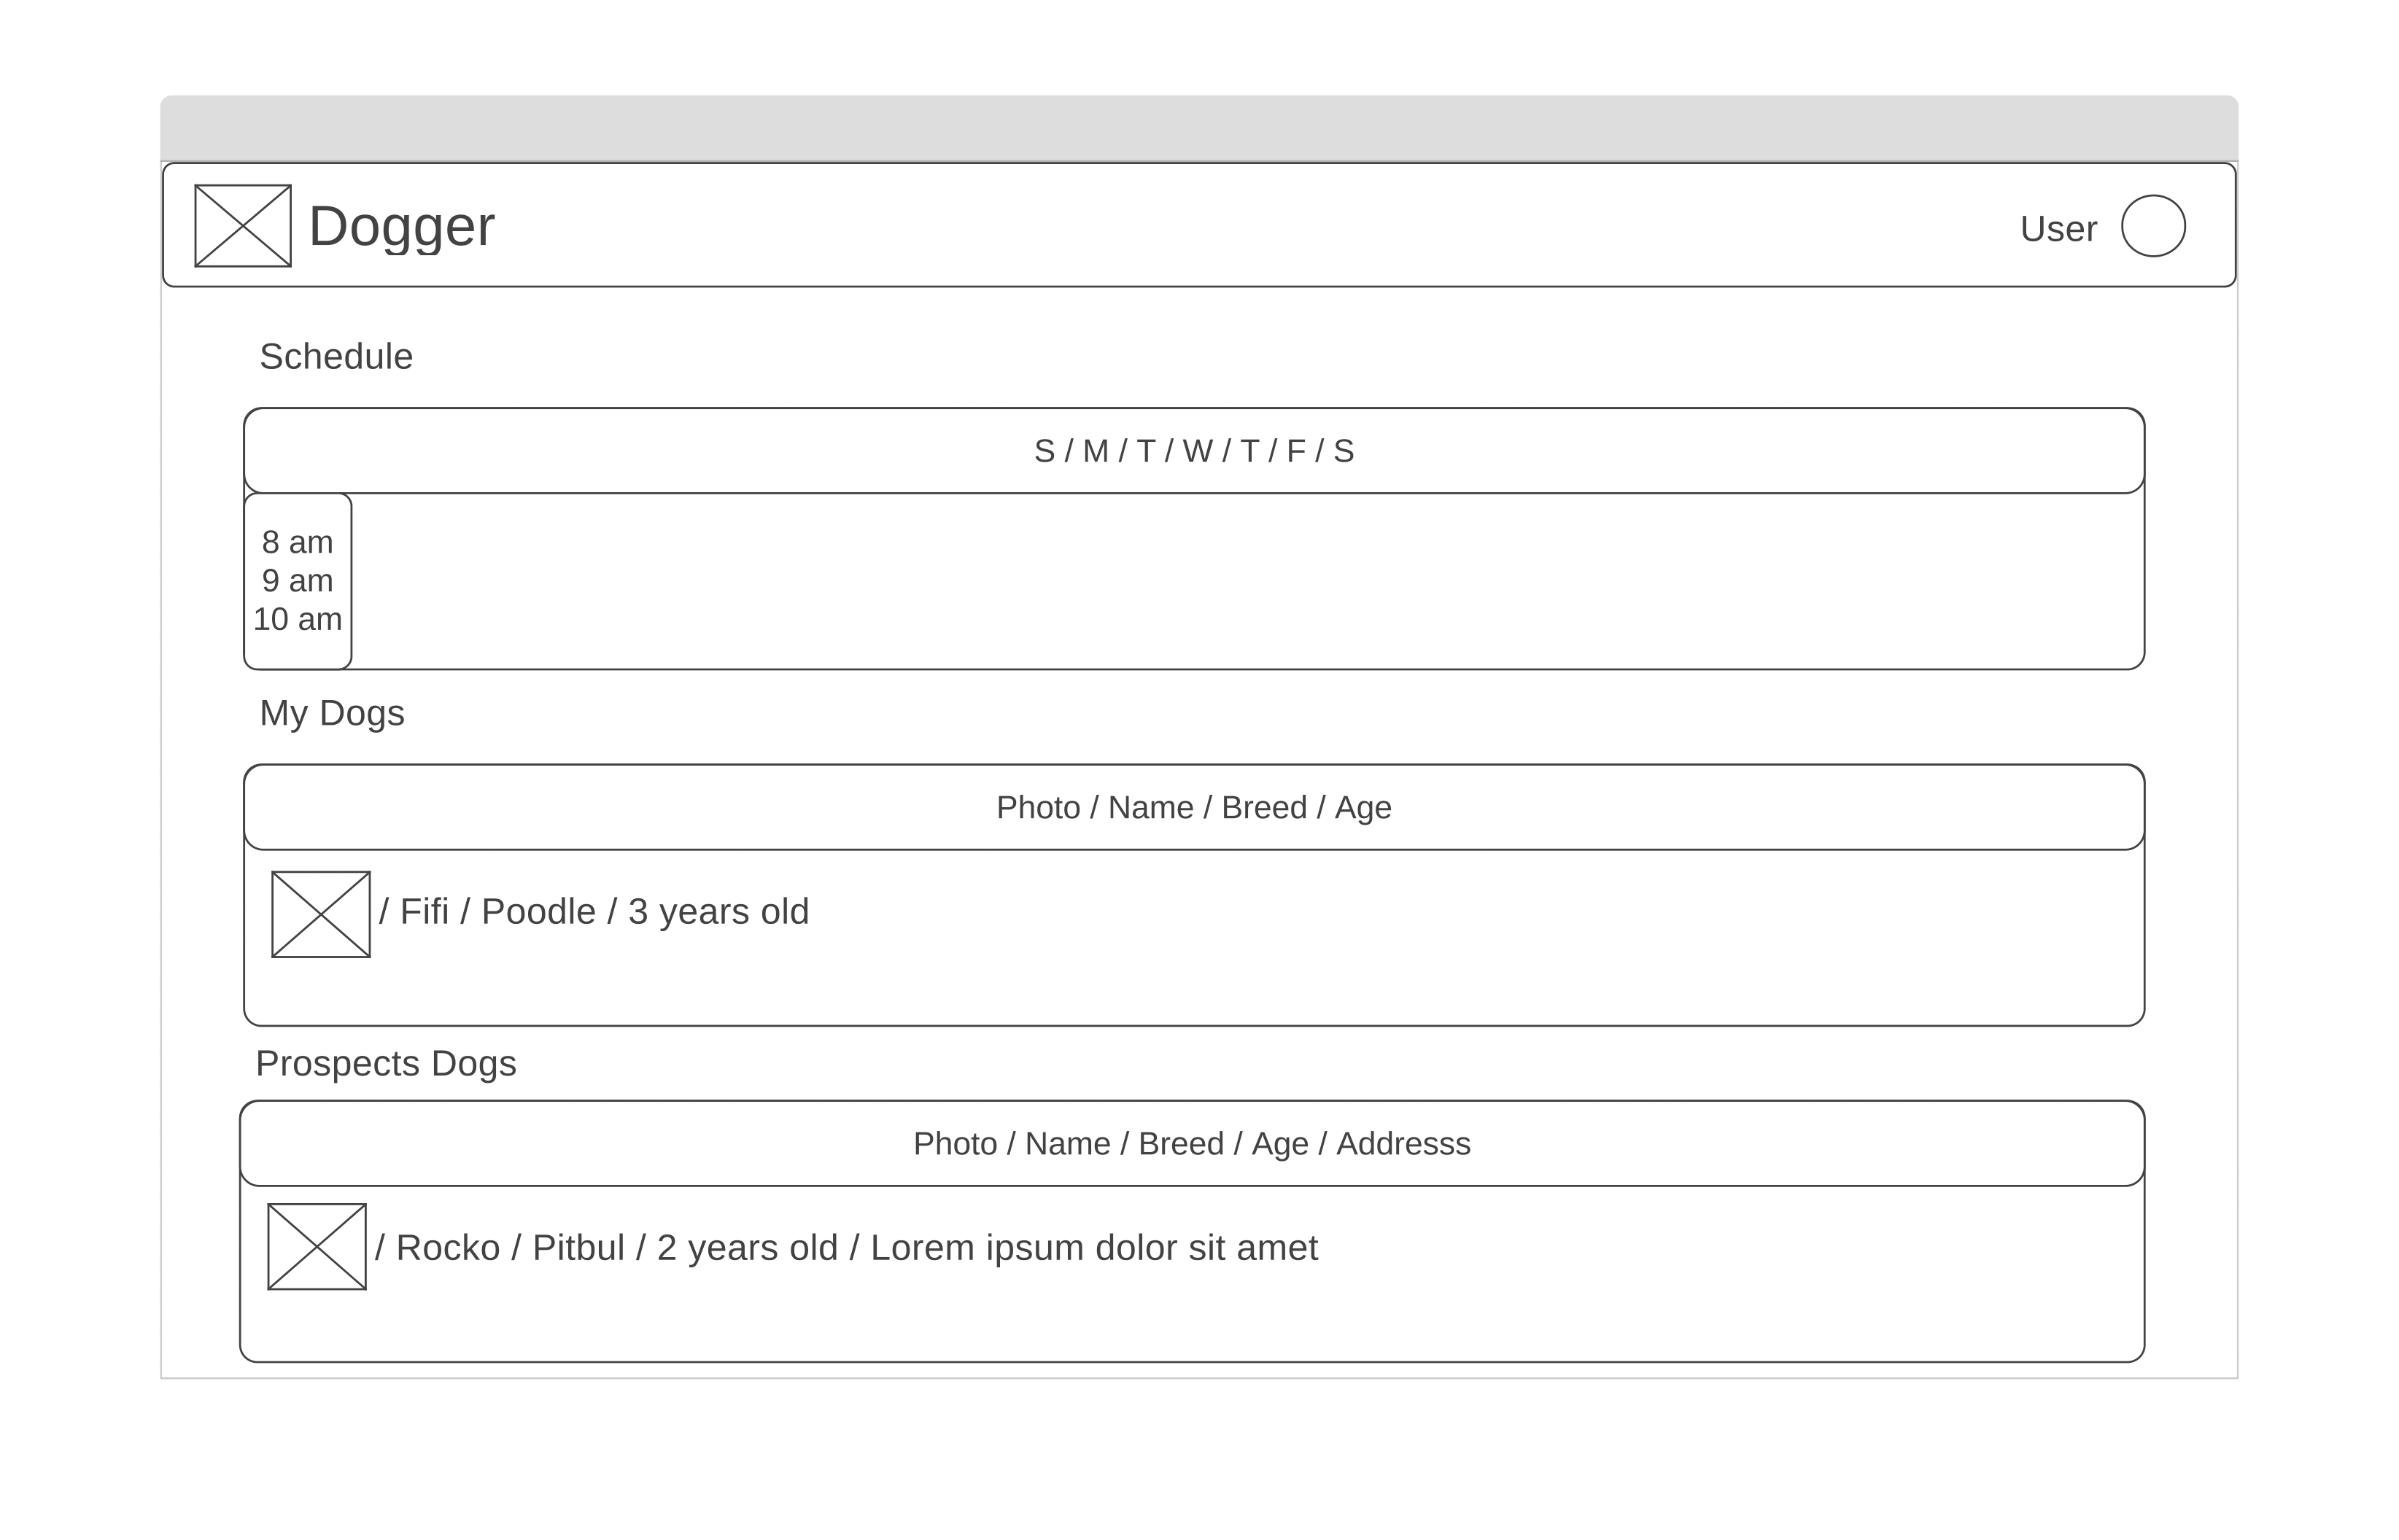 Dogger
User
Schedule
S / M / T / W / T / F / S
8 am
9 am
10 am
My Dogs
Photo / Name / Breed / Age
/ Fifi / Poodle / 3 years old
Prospects Dogs
Photo / Name / Breed / Age / Addresss
/ Rocko / Pitbul / 2 years old / Lorem ipsum dolor sit amet